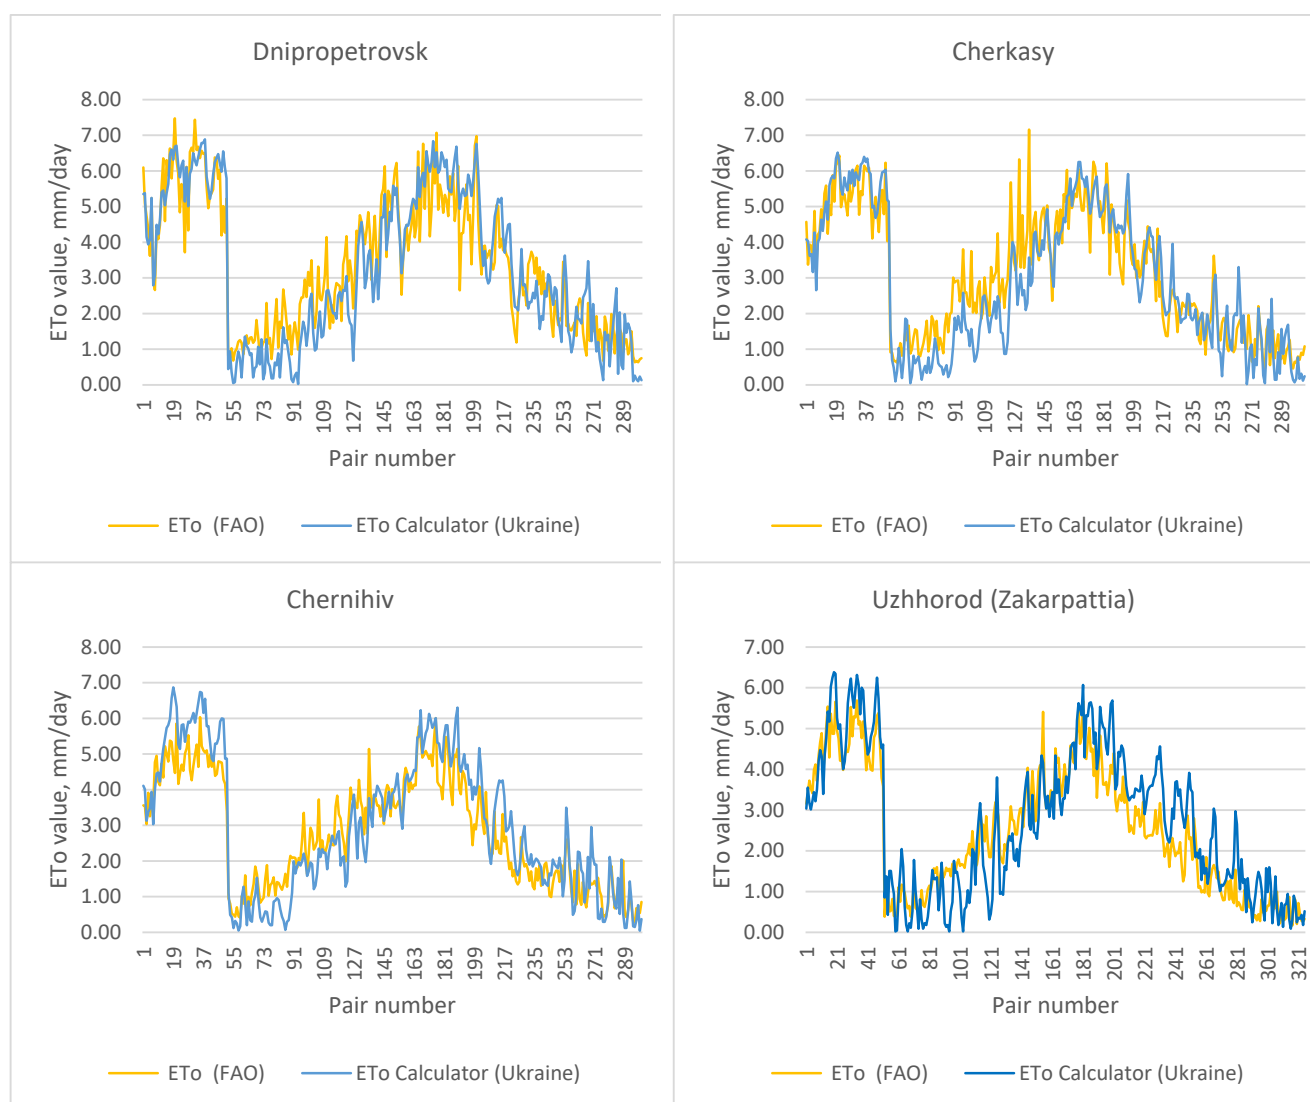 Dnipropetrovsk
ETo value, mm/day
8.00
7.00
6.00
5.00
4.00
3.00
2.00
1.00
0.00
1 19 37 55 73 91 109 127 145 163 181 199 217 235 253 271 289
Pair number
ETo (FAO) ETo Calculator (Ukraine)
Cherkasy
ETo value, mm/day
8.00
7.00
6.00
5.00
4.00
3.00
2.00
1.00
0.00
1 19 37 55 73 91 109 127 145 163 181 199 217 235 253 271 289
Pair number
ETo (FAO) ETo Calculator (Ukraine)
Chernihiv
ETo value, mm/day
8.00
7.00
6.00
5.00
4.00
3.00
2.00
1.00
0.00
1 19 37 55 73 91 109 127 145 163 181 199 217 235 253 271 289
Pair number
ETo (FAO) ETo Calculator (Ukraine)
Uzhhorod (Zakarpattia)
ETo value, mm/day
7.00
6.00
5.00
4.00
3.00
2.00
1.00
0.00
1 21 41 61 81 101 121 141 161 181 201 221 241 261 281 301 321
Pair number
ETo (FAO) ETo Calculator (Ukraine)